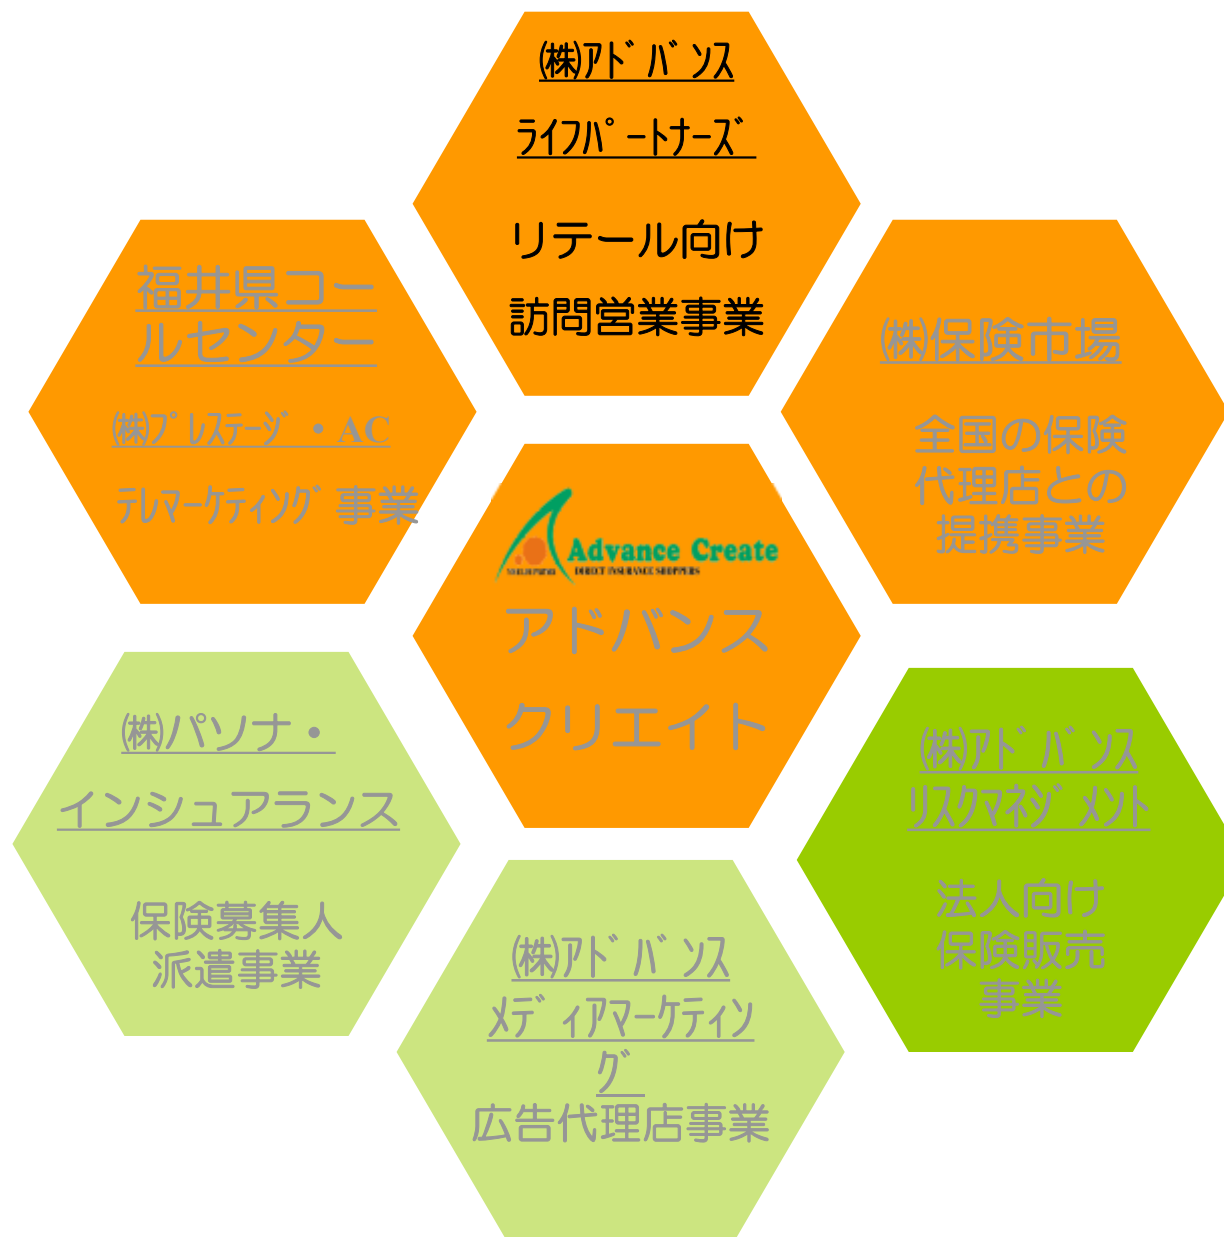 ㈱ｱﾄﾞﾊﾞﾝｽ
ﾗｲﾌﾊﾟｰﾄﾅｰｽﾞ
リテール向け
訪問営業事業
福井県コー
ルセンター
㈱ﾌﾟﾚｽﾃｰｼﾞ・AC
ﾃﾚﾏｰｹﾃｨﾝｸﾞ事業
㈱保険市場
全国の保険
代理店との
提携事業
Advance Create
DIRECT INSURANCE SHOPPERS
アドバンス
クリエイト
㈱パソナ・
インシュアランス
保険募集人
派遣事業
㈱ｱﾄﾞﾊﾞﾝｽ
ﾘｽｸﾏﾈｼﾞﾒﾝﾄ
法人向け
保険販売
事業
㈱ｱﾄﾞﾊﾞﾝｽ
ﾒﾃﾞｨｱﾏｰｹﾃｨﾝ
ｸﾞ
広告代理店事業